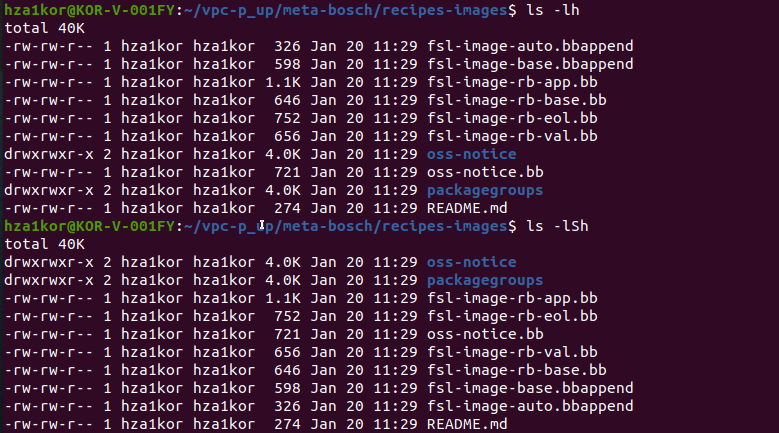 hza1kor@KOR-V-001FY:~/vpc-p_up/meta-bosch/recipes-images$ ls -lh
total 40K
-rw-rw-r-- 1 hza1kor hza1kor  326 Jan 20 11:29 fsl-image-auto.bbappend
-rw-rw-r-- 1 hza1kor hza1kor  598 Jan 20 11:29 fsl-image-base.bbappend
-rw-rw-r-- 1 hza1kor hza1kor 1.1K Jan 20 11:29 fsl-image-rb-app.bb
-rw-rw-r-- 1 hza1kor hza1kor  646 Jan 20 11:29 fsl-image-rb-base.bb
-rw-rw-r-- 1 hza1kor hza1kor  752 Jan 20 11:29 fsl-image-rb-eol.bb
-rw-rw-r-- 1 hza1kor hza1kor  656 Jan 20 11:29 fsl-image-rb-val.bb
drwxrwxr-x 2 hza1kor hza1kor 4.0K Jan 20 11:29 oss-notice
-rw-rw-r-- 1 hza1kor hza1kor  721 Jan 20 11:29 oss-notice.bb
drwxrwxr-x 2 hza1kor hza1kor 4.0K Jan 20 11:29 packagegroups
-rw-rw-r-- 1 hza1kor hza1kor  274 Jan 20 11:29 README.md
hza1kor@KOR-V-001FY:~/vpc-p_up/meta-bosch/recipes-images$ ls -lSh
total 40K
drwxrwxr-x 2 hza1kor hza1kor 4.0K Jan 20 11:29 oss-notice
drwxrwxr-x 2 hza1kor hza1kor 4.0K Jan 20 11:29 packagegroups
-rw-rw-r-- 1 hza1kor hza1kor 1.1K Jan 20 11:29 fsl-image-rb-app.bb
-rw-rw-r-- 1 hza1kor hza1kor  752 Jan 20 11:29 fsl-image-rb-eol.bb
-rw-rw-r-- 1 hza1kor hza1kor  721 Jan 20 11:29 oss-notice.bb
-rw-rw-r-- 1 hza1kor hza1kor  656 Jan 20 11:29 fsl-image-rb-val.bb
-rw-rw-r-- 1 hza1kor hza1kor  646 Jan 20 11:29 fsl-image-rb-base.bb
-rw-rw-r-- 1 hza1kor hza1kor  598 Jan 20 11:29 fsl-image-base.bbappend
-rw-rw-r-- 1 hza1kor hza1kor  326 Jan 20 11:29 fsl-image-auto.bbappend
-rw-rw-r-- 1 hza1kor hza1kor  274 Jan 20 11:29 README.md